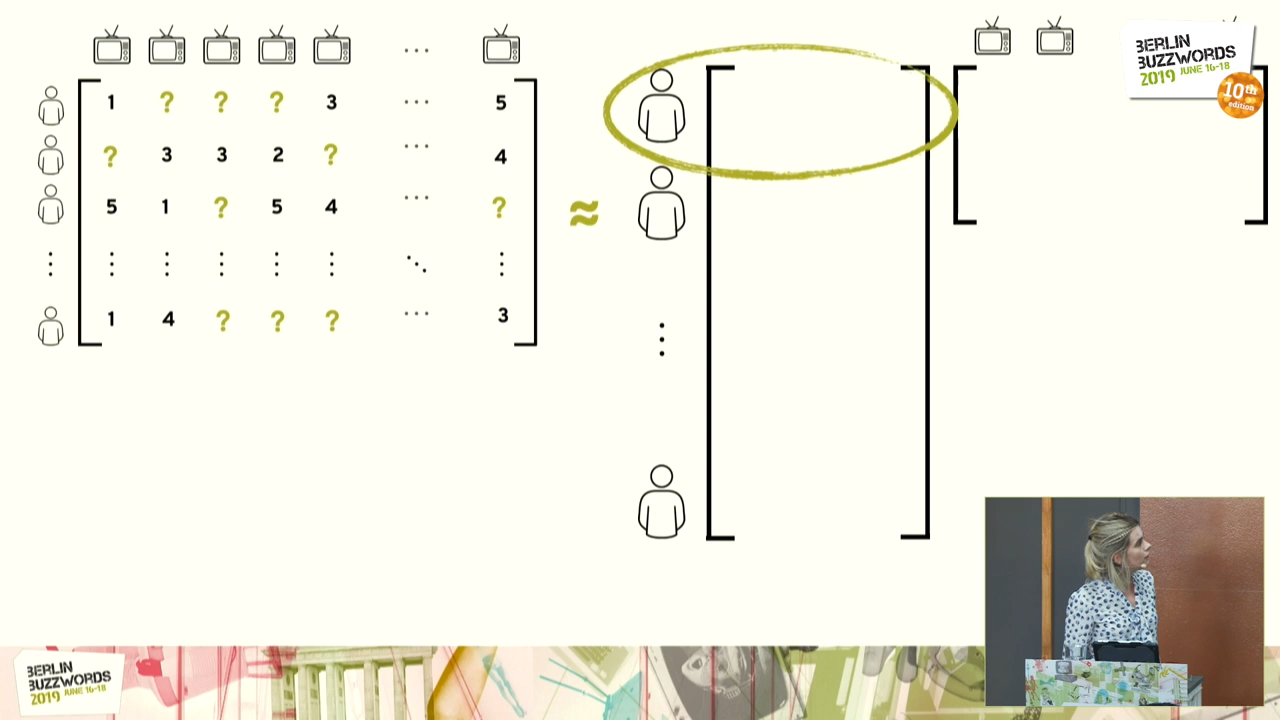 ...
1 ? ? ? 3 ... 5
? 3 3 2 ? ... 4
5 1 ? 5 4 ... ?
1 4 ? ? ? ... 3
≈
BERLIN
BUZZWORDS
2019 JUNE 16-18
10th
edition
BERLIN
BUZZWORDS
2019 JUNE 16-18